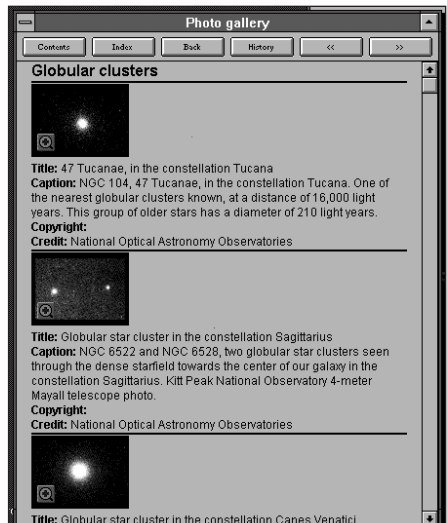 Photo gallery
Contents Index Back History << >>
Globular clusters
Title: 47 Tucanae, in the constellation Tucana
Caption: NGC 104, 47 Tucanae, in the constellation Tucana. One of
the nearest globular clusters known, at a distance of 16,000 light
years. This group of older stars has a diameter of 210 light years.
Copyright:
Credit: National Optical Astronomy Observatories
Title: Globular star cluster in the constellation Sagittarius
Caption: NGC 6522 and NGC 6528, two globular star clusters seen
through the dense starfield towards the center of our galaxy in the
constellation Sagittarius. Kitt Peak National Observatory 4-meter
Mayall telescope photo.
Copyright:
Credit: National Optical Astronomy Observatories
Title: Globular star cluster in the constellation Canes Venatici